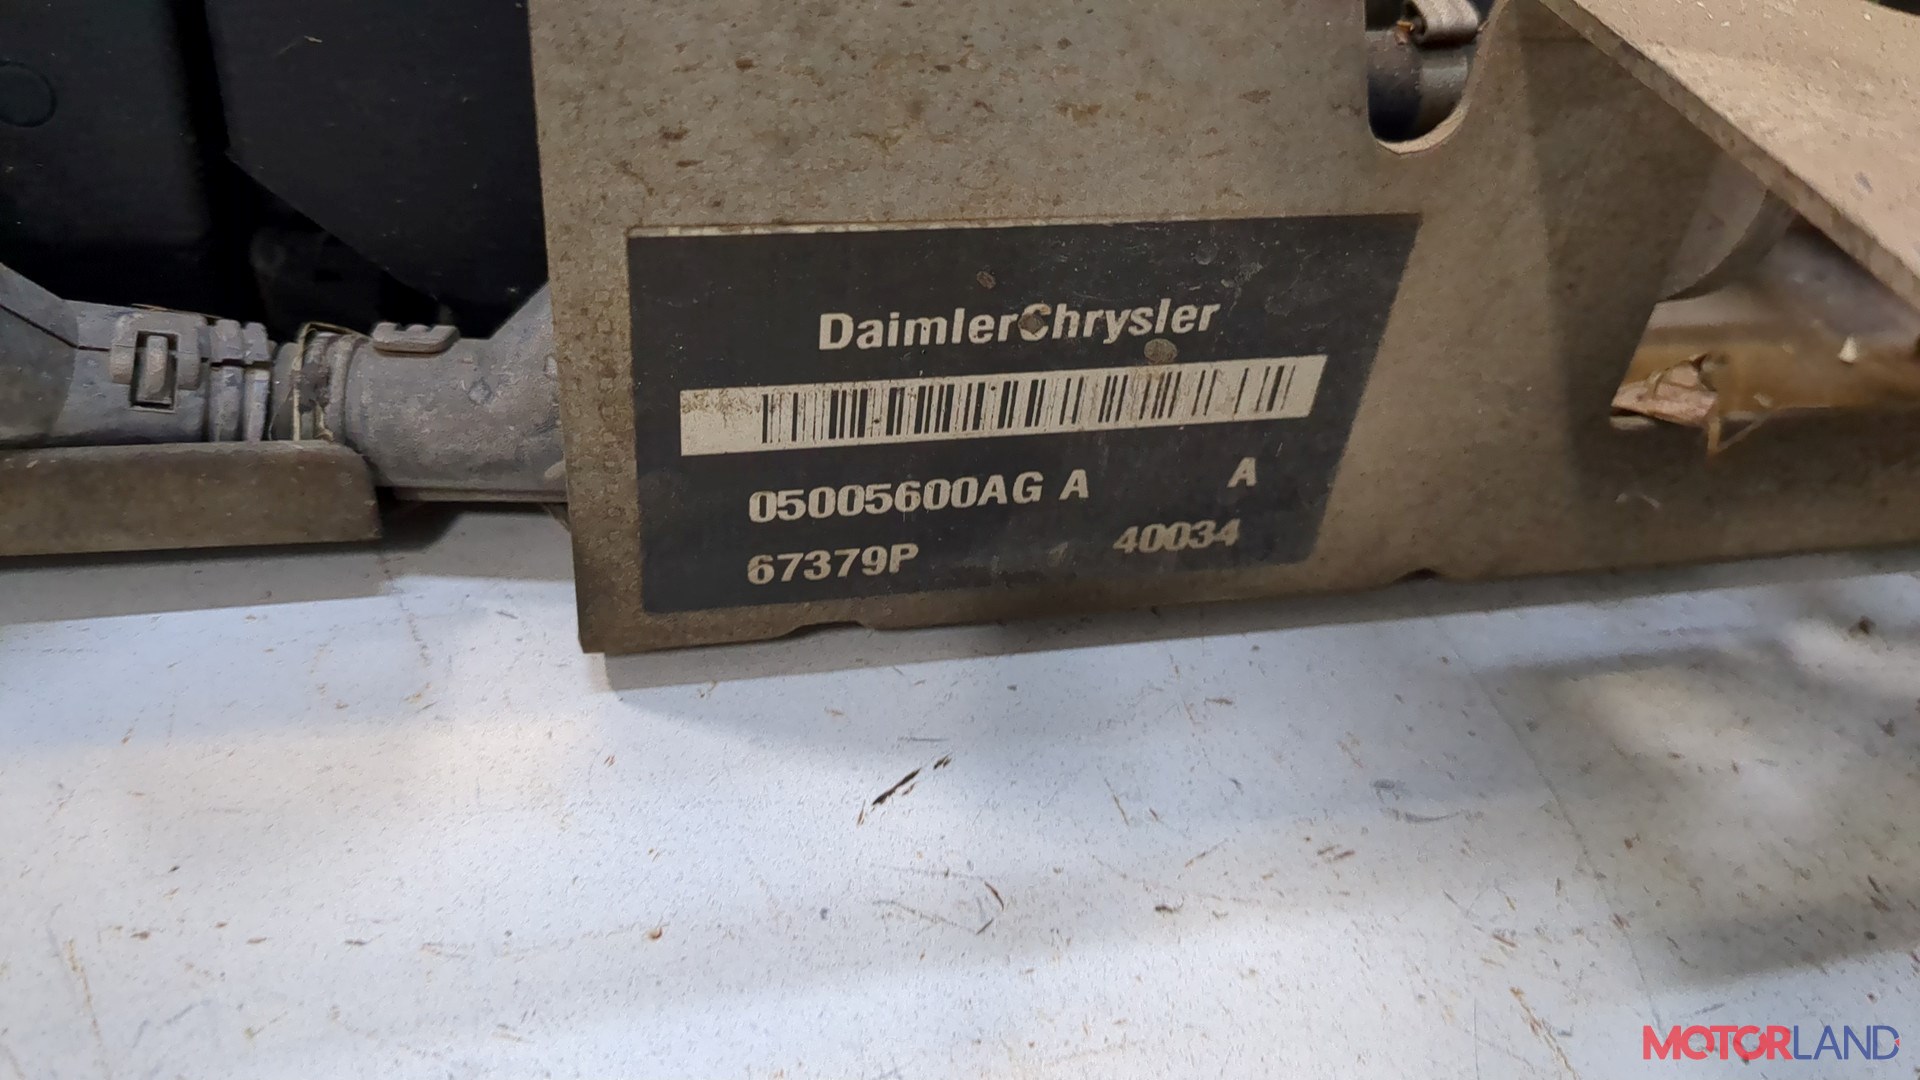 DaimlerChrysler
05005600AG A A
67379P 40034
MOTORLAND